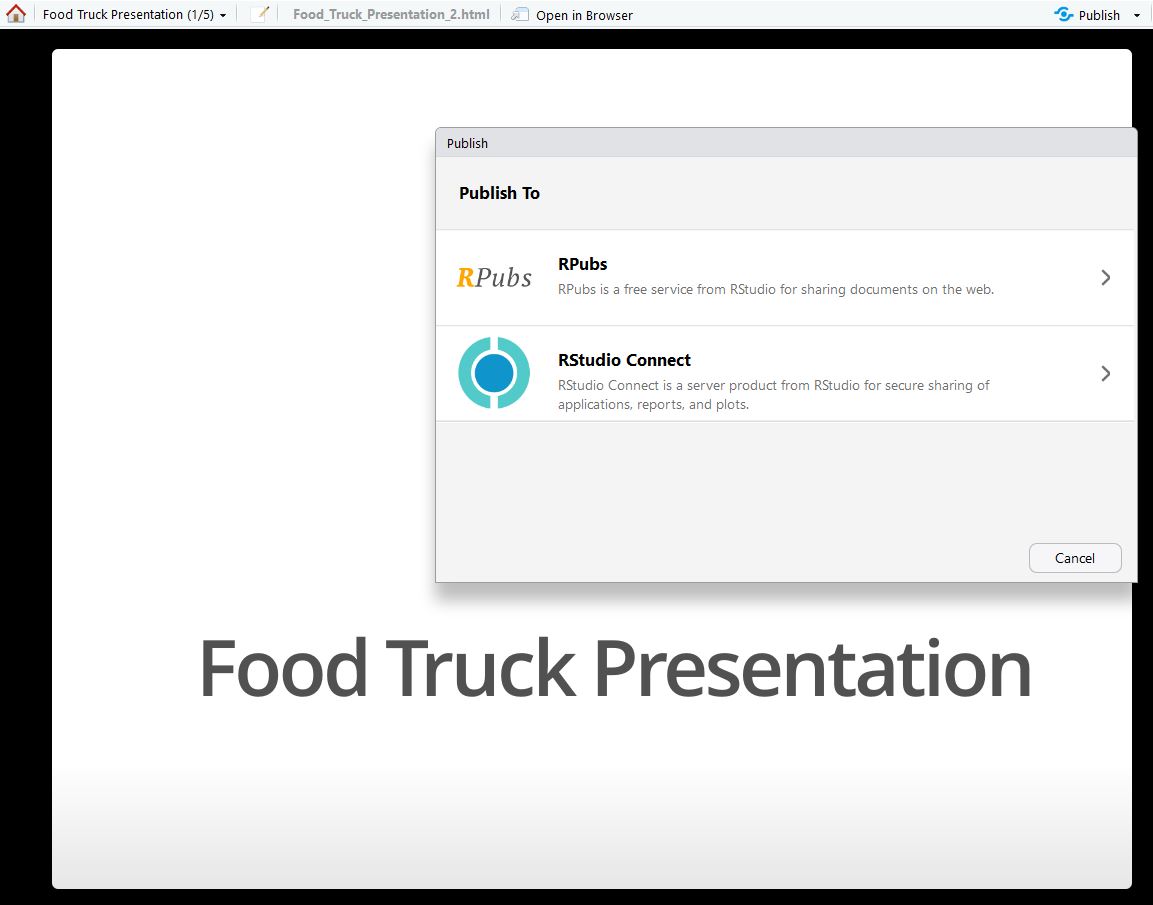 Food Truck Presentation (1/5)
Food_Truck_Presentation_2.html
Open in Browser
Publish
Publish
Publish To
RPubs
RPubs
RPubs is a free service from RStudio for sharing documents on the web.
RStudio Connect
RStudio Connect is a server product from RStudio for secure sharing of
applications, reports, and plots.
Cancel
Food Truck Presentation